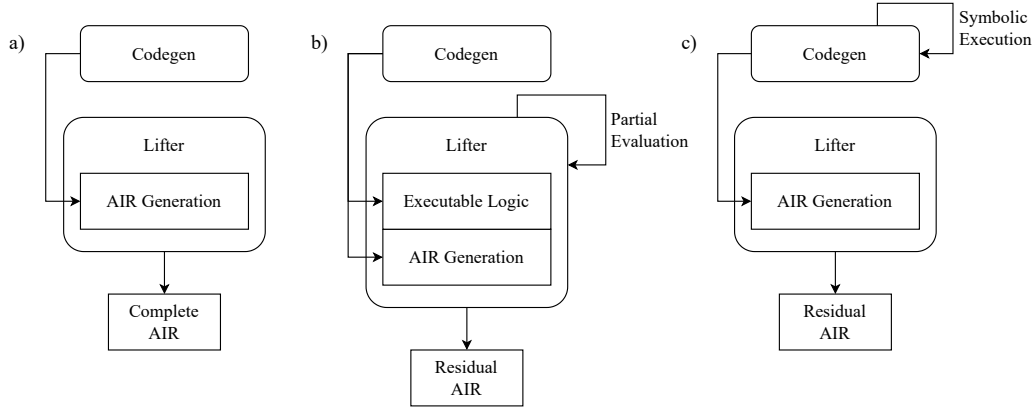 a)
Codegen
Lifter
AIR Generation
Complete
AIR
b)
Codegen
Partial
Evaluation
Lifter
Executable Logic
AIR Generation
Residual
AIR
c)
Codegen
Symbolic
Execution
Lifter
AIR Generation
Residual
AIR